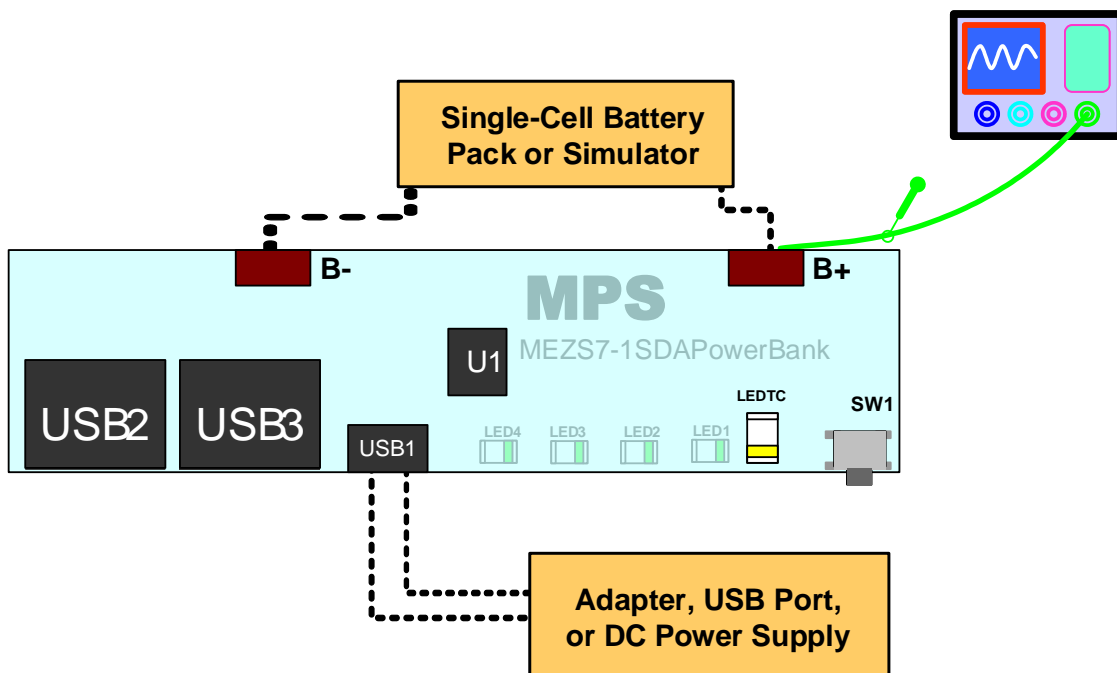 Single-Cell Battery
Pack or Simulator
B-
B+
MPS
MEZS7-1SDAPowerBank
U1
USB2
USB3
USB1
LED4
LED3
LED2
LED1
LEDTC
SW1
Adapter, USB Port,
or DC Power Supply